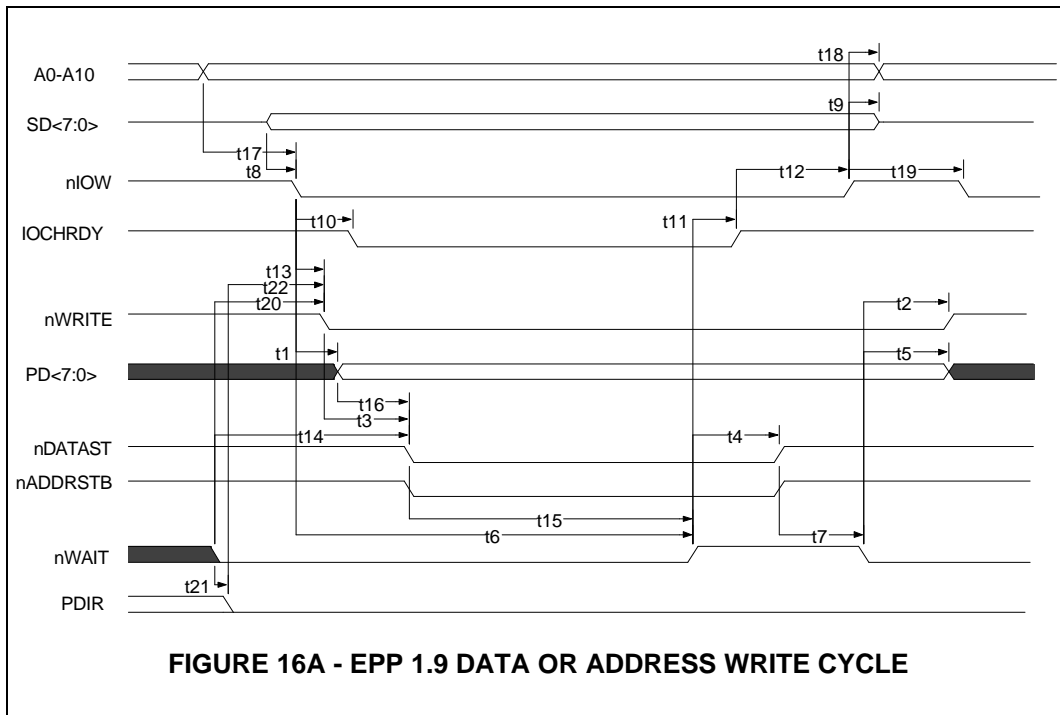 t18
A0-A10
t9
SD<7:0>
t17
t8
t12
t19
nIOW
t10
t11
IOCHRDY
t13
t22
t20
t2
nWRITE
t1
t5
PD<7:0>
t16
t3
t14
t4
nDATAST
nADDRSTB
t15
t6
t7
nWAIT
t21
PDIR
FIGURE 16A - EPP 1.9 DATA OR ADDRESS WRITE CYCLE